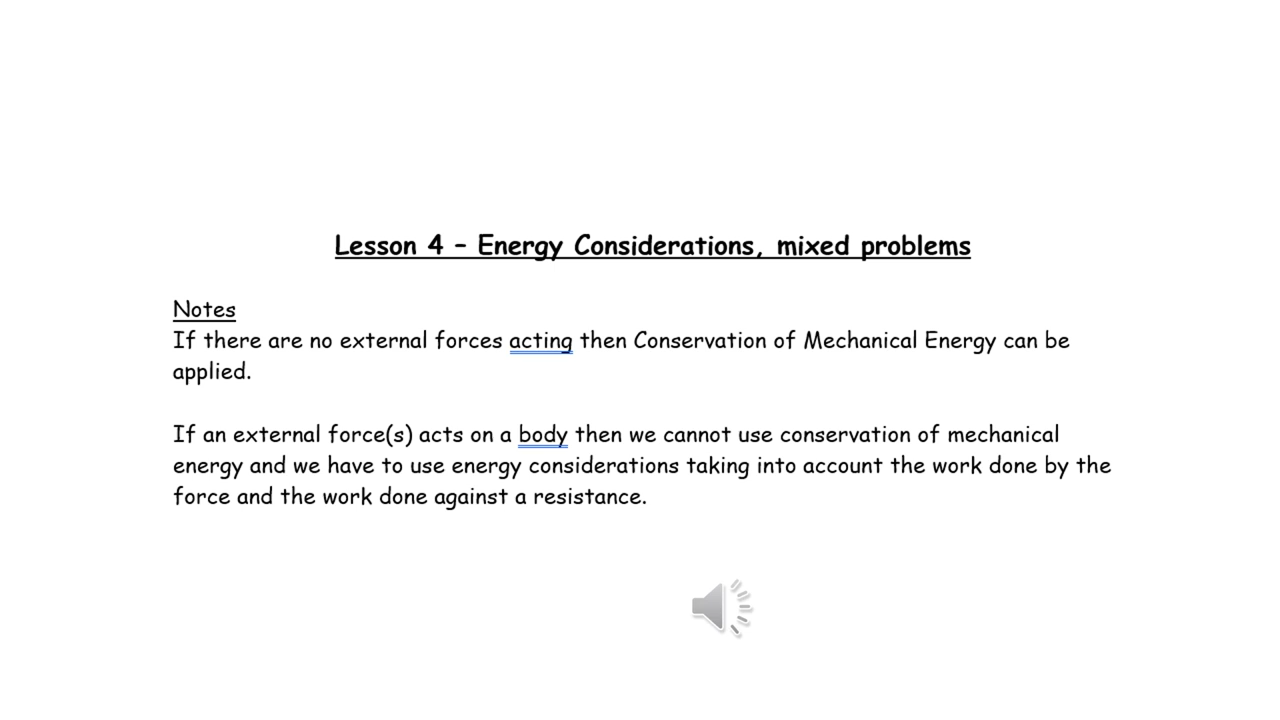 Lesson 4 – Energy Considerations, mixed problems
Notes
If there are no external forces acting then Conservation of Mechanical Energy can be
applied.
If an external force(s) acts on a body then we cannot use conservation of mechanical
energy and we have to use energy considerations taking into account the work done by the
force and the work done against a resistance.